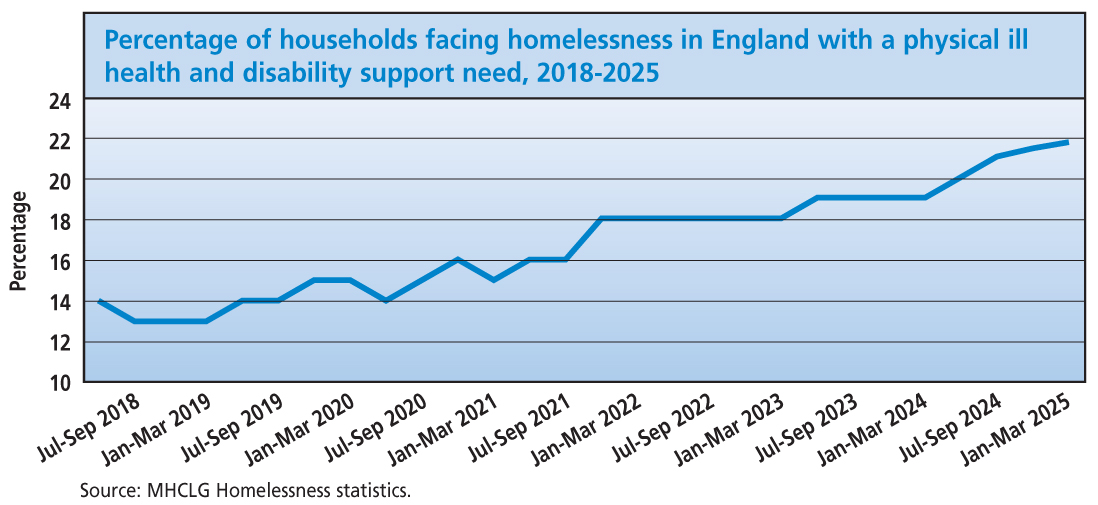 Percentage of households facing homelessness in England with a physical ill
health and disability support need, 2018-2025
Percentage
24
22
20
18
16
14
12
10
Jul-Sep 2018
Jan-Mar 2019
Jul-Sep 2019
Jan-Mar 2020
Jul-Sep 2020
Jan-Mar 2021
Jul-Sep 2021
Jan-Mar 2022
Jul-Sep 2022
Jan-Mar 2023
Jul-Sep 2023
Jan-Mar 2024
Jul-Sep 2024
Jan-Mar 2025
Source: MHCLG Homelessness statistics.